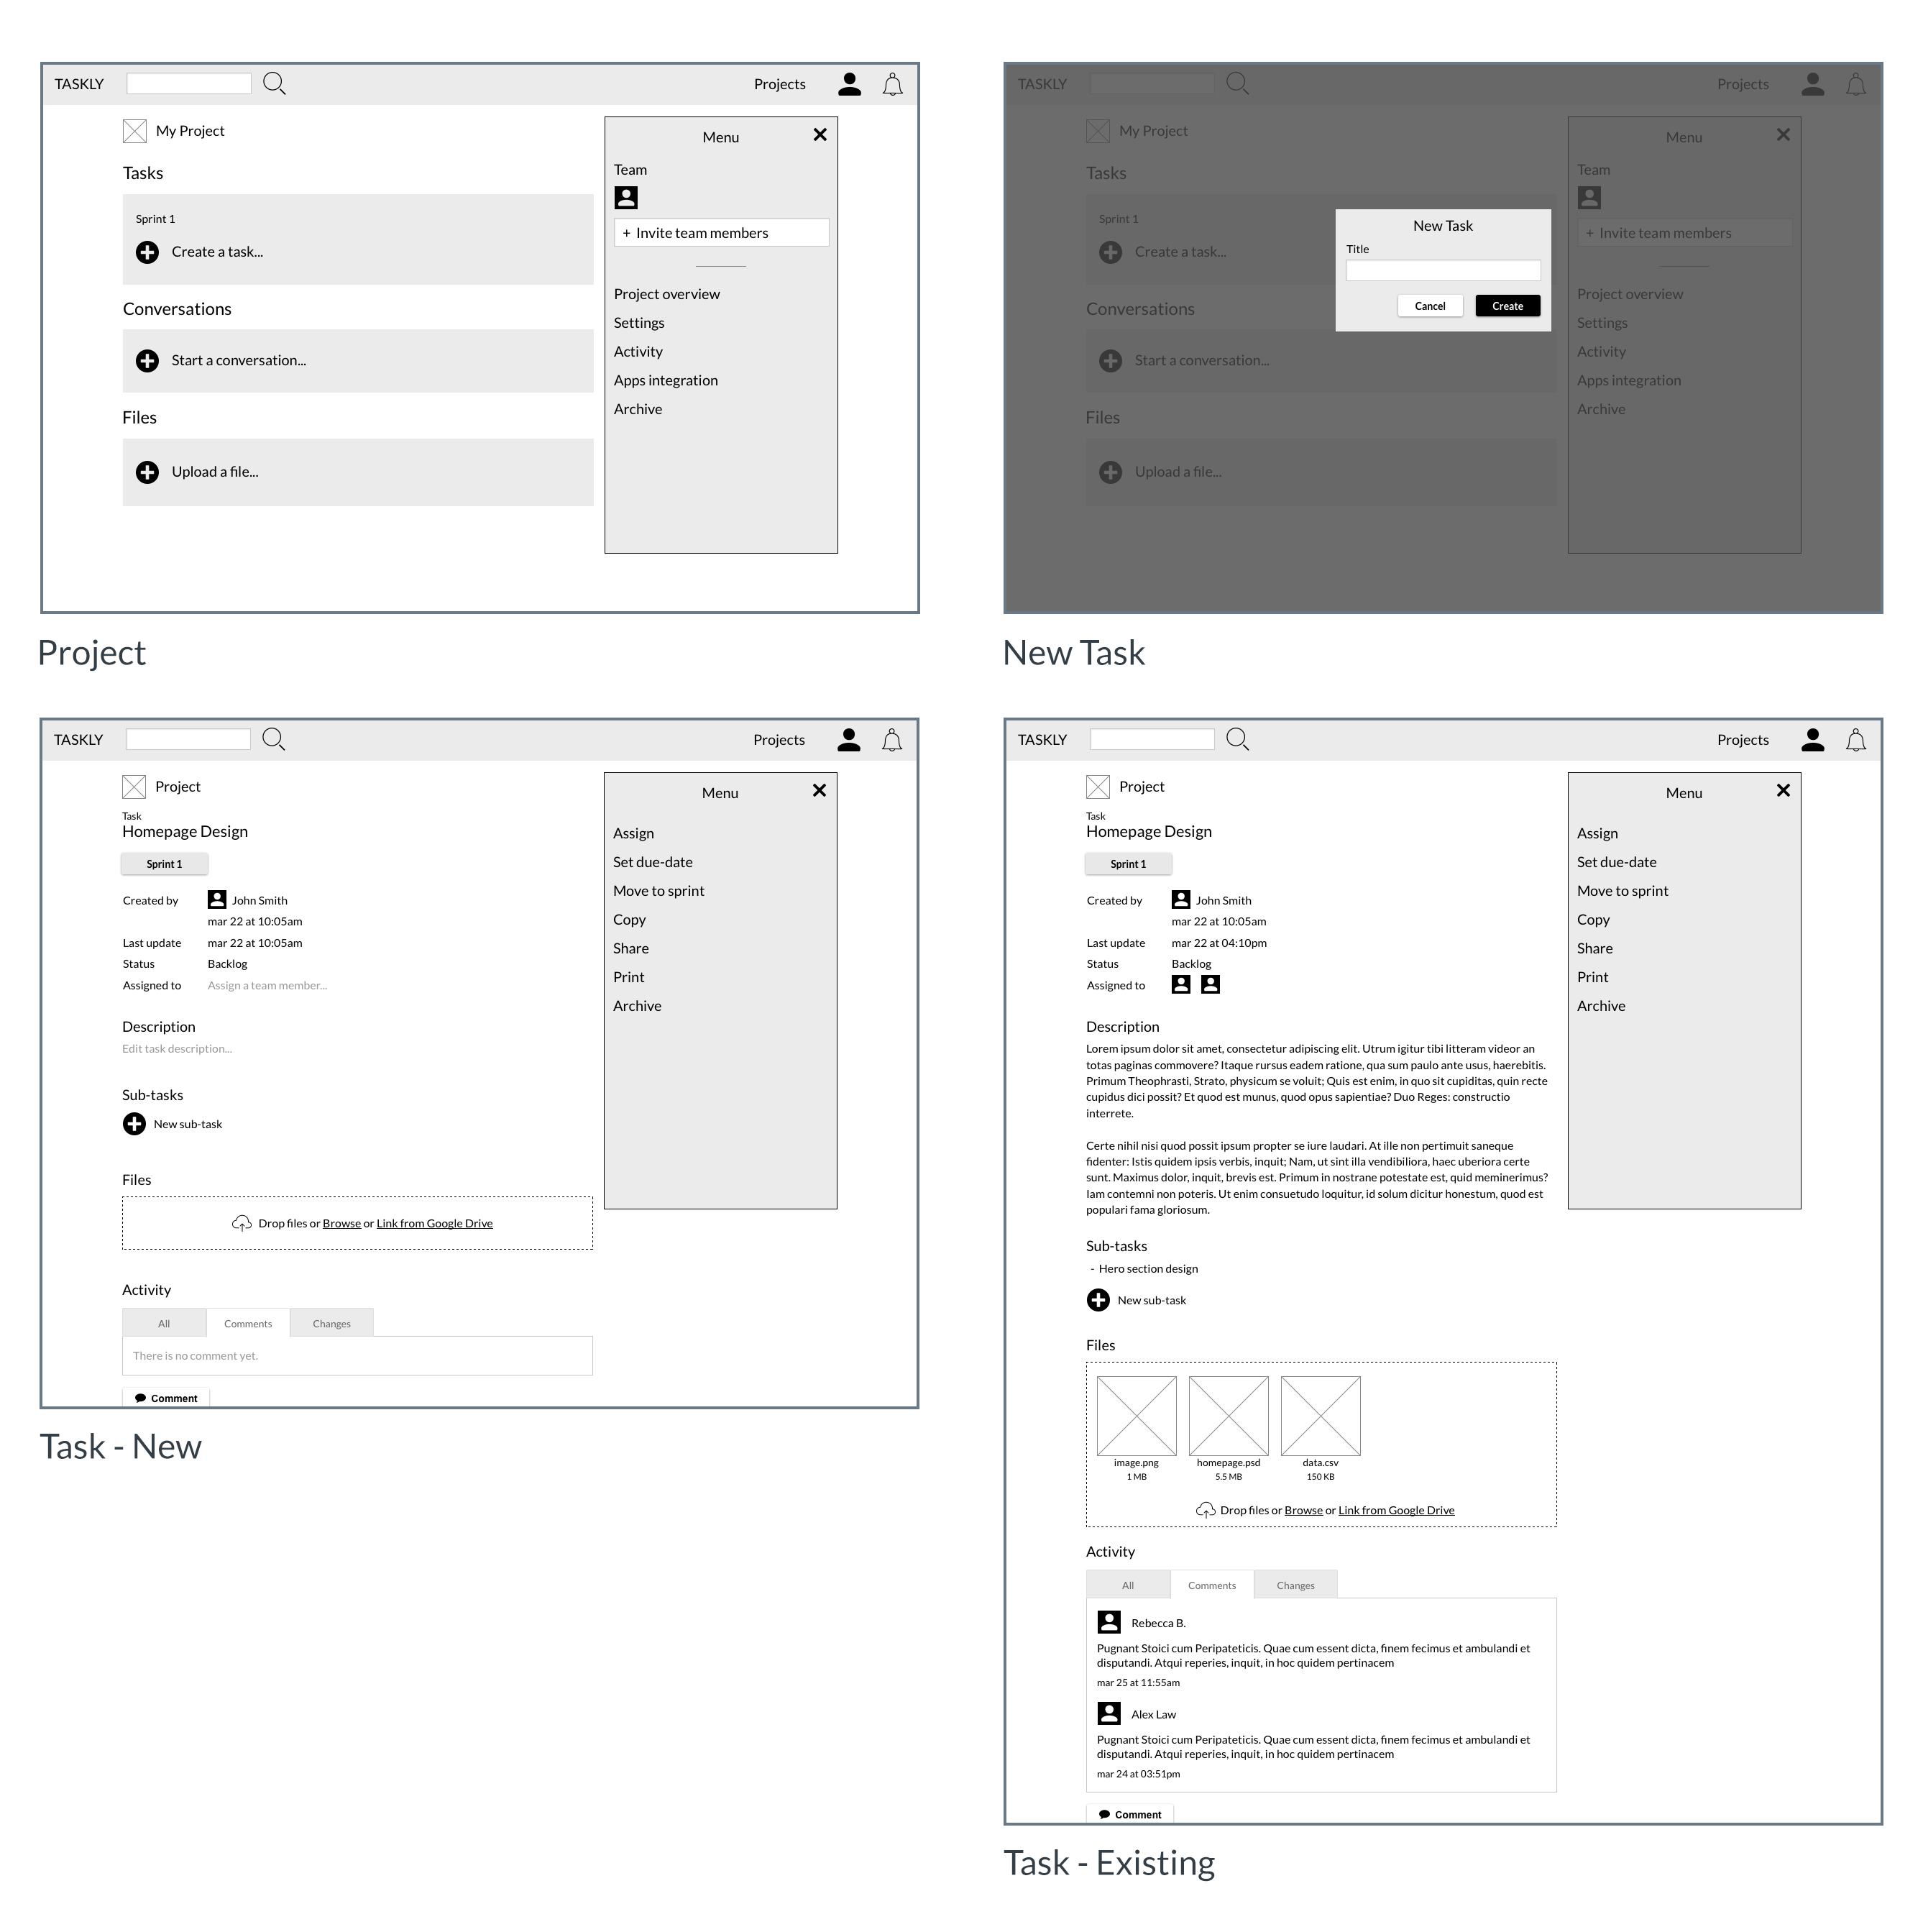 TASKLY
Projects
My Project
Tasks
Sprint 1
Create a task...
Conversations
Start a conversation...
Files
Upload a file...
Menu
Team
+ Invite team members
Project overview
Settings
Activity
Apps integration
Archive
Project
TASKLY
Projects
My Project
Tasks
Sprint 1
Create a task...
Conversations
Start a conversation...
Files
Upload a file...
New Task
Title
Cancel
Create
Menu
Team
+ Invite team members
Project overview
Settings
Activity
Apps integration
Archive
New Task
TASKLY
Projects
Project
Task
Homepage Design
Sprint 1
Created by John Smith
mar 22 at 10:05am
Last update mar 22 at 10:05am
Status Backlog
Assigned to Assign a team member...
Description
Edit task description...
Sub-tasks
New sub-task
Files
Drop files or Browse or Link from Google Drive
Activity
All Comments Changes
There is no comment yet.
Comment
Menu
Assign
Set due-date
Move to sprint
Copy
Share
Print
Archive
Task - New
TASKLY
Projects
Project
Task
Homepage Design
Sprint 1
Created by John Smith
mar 22 at 10:05am
Last update mar 22 at 04:10pm
Status Backlog
Assigned to
Description
Lorem ipsum dolor sit amet, consectetur adipiscing elit. Utrum igitur tibi litteram videor an
totas paginas commovere? Itaque rursus eadem ratione, qua sum paulo ante usus, haerebitis.
Primum Theophrasti, Strato, physicum se voluit; Quis est enim, in quo sit cupiditas, quin recte
cupidus dici possit? Et quod est munus, quod opus sapientiae? Duo Reges: constructio
interrete.
Certe nihil nisi quod possit ipsum propter se iure laudari. At ille non pertimuit saneque
fidenter: Istis quidem ipsis verbis, inquit; Nam, ut sint illa vendibiliora, haec uberiora certe
sunt. Maximus dolor, inquit, brevis est. Primum in nostrane potestate est, quid meminerimus?
Iam contemni non poteris. Ut enim consuetudo loquitur, id solum dicitur honestum, quod est
populari fama gloriosum.
Sub-tasks
- Hero section design
New sub-task
Files
image.png homepage.psd data.csv
1 MB 5.5 MB 150 KB
Drop files or Browse or Link from Google Drive
Activity
All Comments Changes
Rebecca B.
Pugnant Stoici cum Peripateticis. Quae cum essent dicta, finem fecimus et ambulandi et
disputandi. Atqui reperies, inquit, in hoc quidem pertinacem
mar 25 at 11:55am
Alex Law
Pugnant Stoici cum Peripateticis. Quae cum essent dicta, finem fecimus et ambulandi et
disputandi. Atqui reperies, inquit, in hoc quidem pertinacem
mar 24 at 03:51pm
Comment
Menu
Assign
Set due-date
Move to sprint
Copy
Share
Print
Archive
Task - Existing